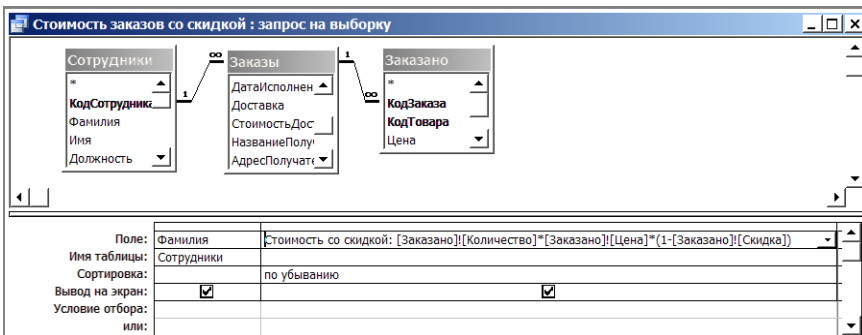 Стоимость заказов со скидкой : запрос на выборку
Сотрудники
*
КодСотрудника
Фамилия
Имя
Должность
1
∞
Заказы
ДатаИсполнен
Доставка
СтоимостьДос
НазваниеПолу
АдресПолучате
1
∞
Заказано
*
КодЗаказа
КодТовара
Цена
Поле: Фамилия Стоимость со скидкой: [Заказано]![Количество]*[Заказано]![Цена]*(1-[Заказано]![Скидка])
Имя таблицы: Сотрудники
Сортировка: по убыванию
Вывод на экран:
Условие отбора:
или: